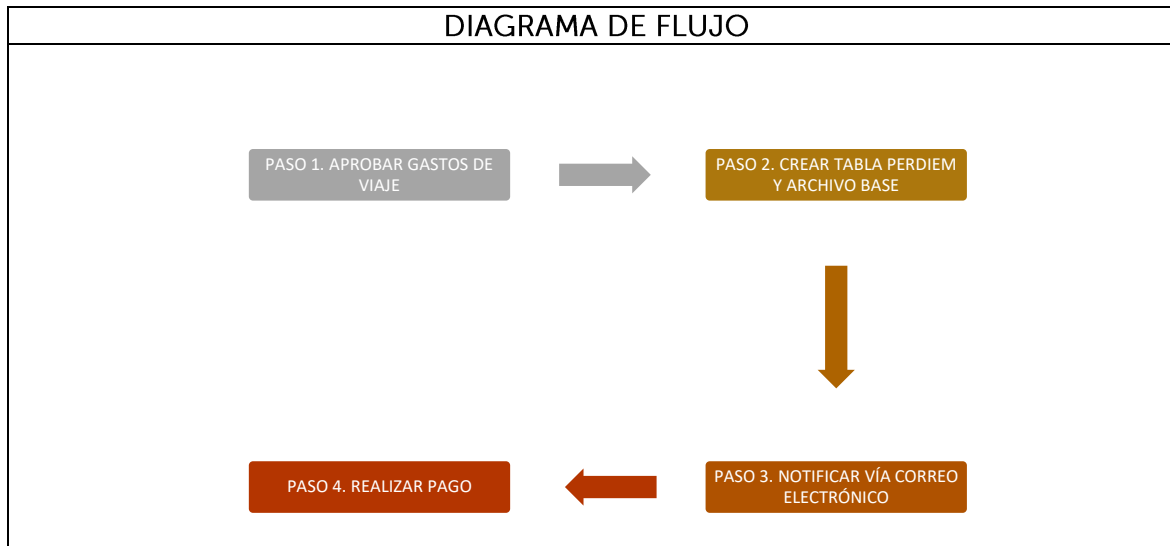 DIAGRAMA DE FLUJO
PASO 1. APROBAR GASTOS DE
VIAJE
PASO 2. CREAR TABLA PERDIEM
Y ARCHIVO BASE
PASO 3. NOTIFICAR VÍA CORREO
ELECTRÓNICO
PASO 4. REALIZAR PAGO